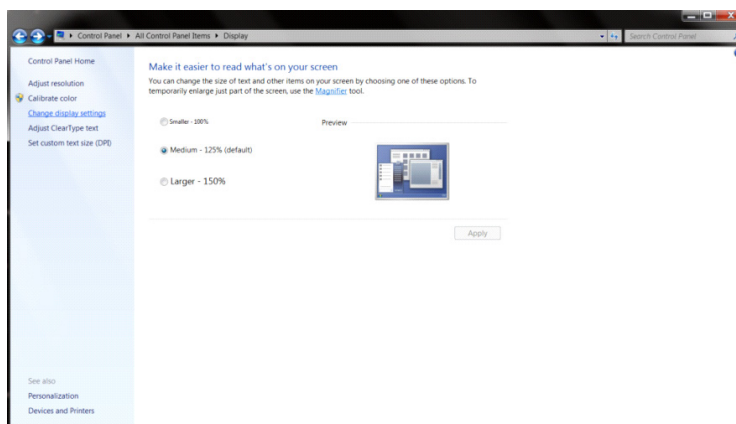 Control Panel ▸ All Control Panel Items ▸ Display
Search Control Panel
Control Panel Home
Adjust resolution
Calibrate color
Change display settings
Adjust ClearType text
Set custom text size (DPI)
Make it easier to read what's on your screen
You can change the size of text and other items on your screen by choosing one of these options. To
temporarily enlarge just part of the screen, use the Magnifier tool.
Smaller - 100%
Preview
Medium - 125% (default)
Larger - 150%
Apply
See also
Personalization
Devices and Printers